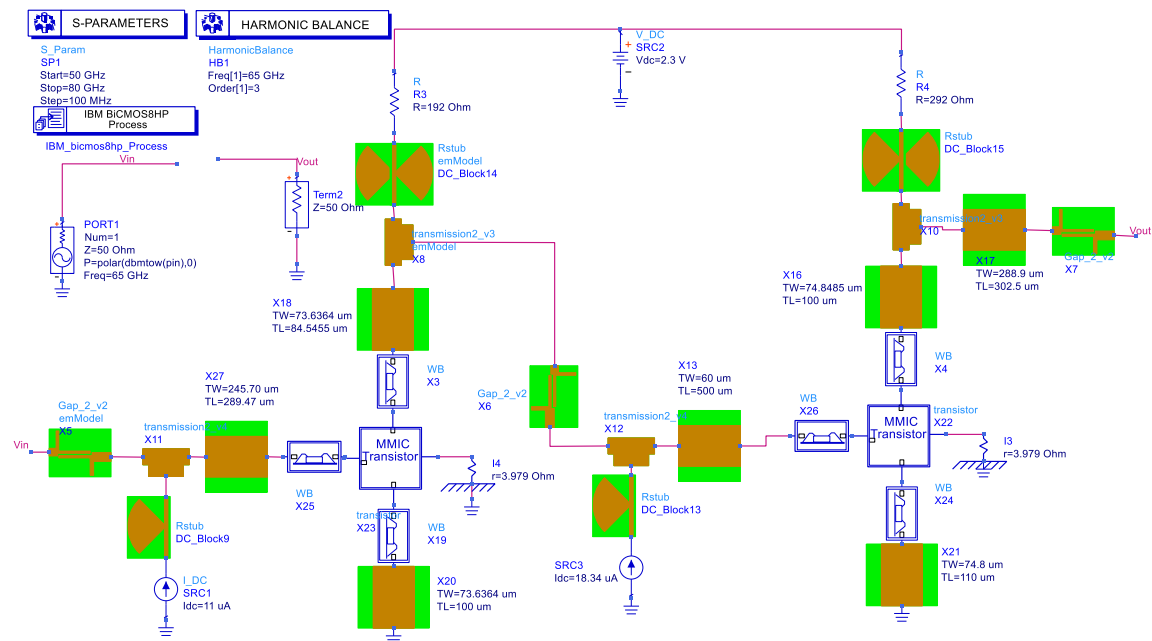 S-PARAMETERS
HARMONIC BALANCE
S_Param
SP1
Start=50 GHz
Stop=80 GHz
Step=100 MHz
HarmonicBalance
HB1
Freq[1]=65 GHz
Order[1]=3
IBM BiCMOS8HP
Process
IBM_bicmos8hp_Process
Vin
Vout
Term2
Z=50 Ohm
PORT1
Num=1
Z=50 Ohm
P=polar(dbmtow(pin),0)
Freq=65 GHz
R
R3
R=192 Ohm
V_DC
SRC2
Vdc=2.3 V
R
R4
R=292 Ohm
Rstub
emModel
DC_Block14
Rstub
DC_Block15
transmission2_v3
emModel
X8
transmission2_v3
X10
X17
TW=288.9 um
TL=302.5 um
Gap_2_v2
X7
Vout
X18
TW=73.6364 um
TL=84.5455 um
X16
TW=74.8485 um
TL=100 um
WB
X3
WB
X4
X27
TW=245.70 um
TL=289.47 um
Gap_2_v2
X6
X13
TW=60 um
TL=500 um
Gap_2_v2
emModel
X5
Vin
transmission2_v4
X11
WB
X25
MMIC
Transistor
I4
r=3.979 Ohm
transmission2_v3
X12
WB
X26
MMIC
Transistor
transistor
X22
I3
r=3.979 Ohm
Rstub
DC_Block9
transistor
X23
WB
X19
Rstub
DC_Block13
WB
X24
I_DC
SRC1
Idc=11 uA
X20
TW=73.6364 um
TL=100 um
SRC3
Idc=18.34 uA
X21
TW=74.8 um
TL=110 um